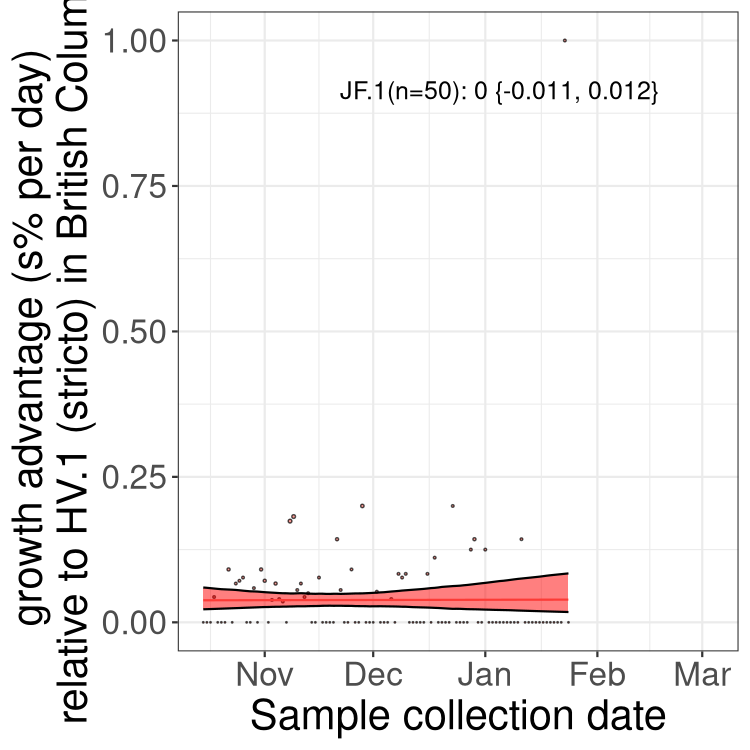 growth advantage (s% per day)
relative to HV.1 (stricto) in British Colum
1.00
0.75
0.50
0.25
0.00
JF.1(n=50): 0 {-0.011, 0.012}
Nov Dec Jan Feb Mar
Sample collection date